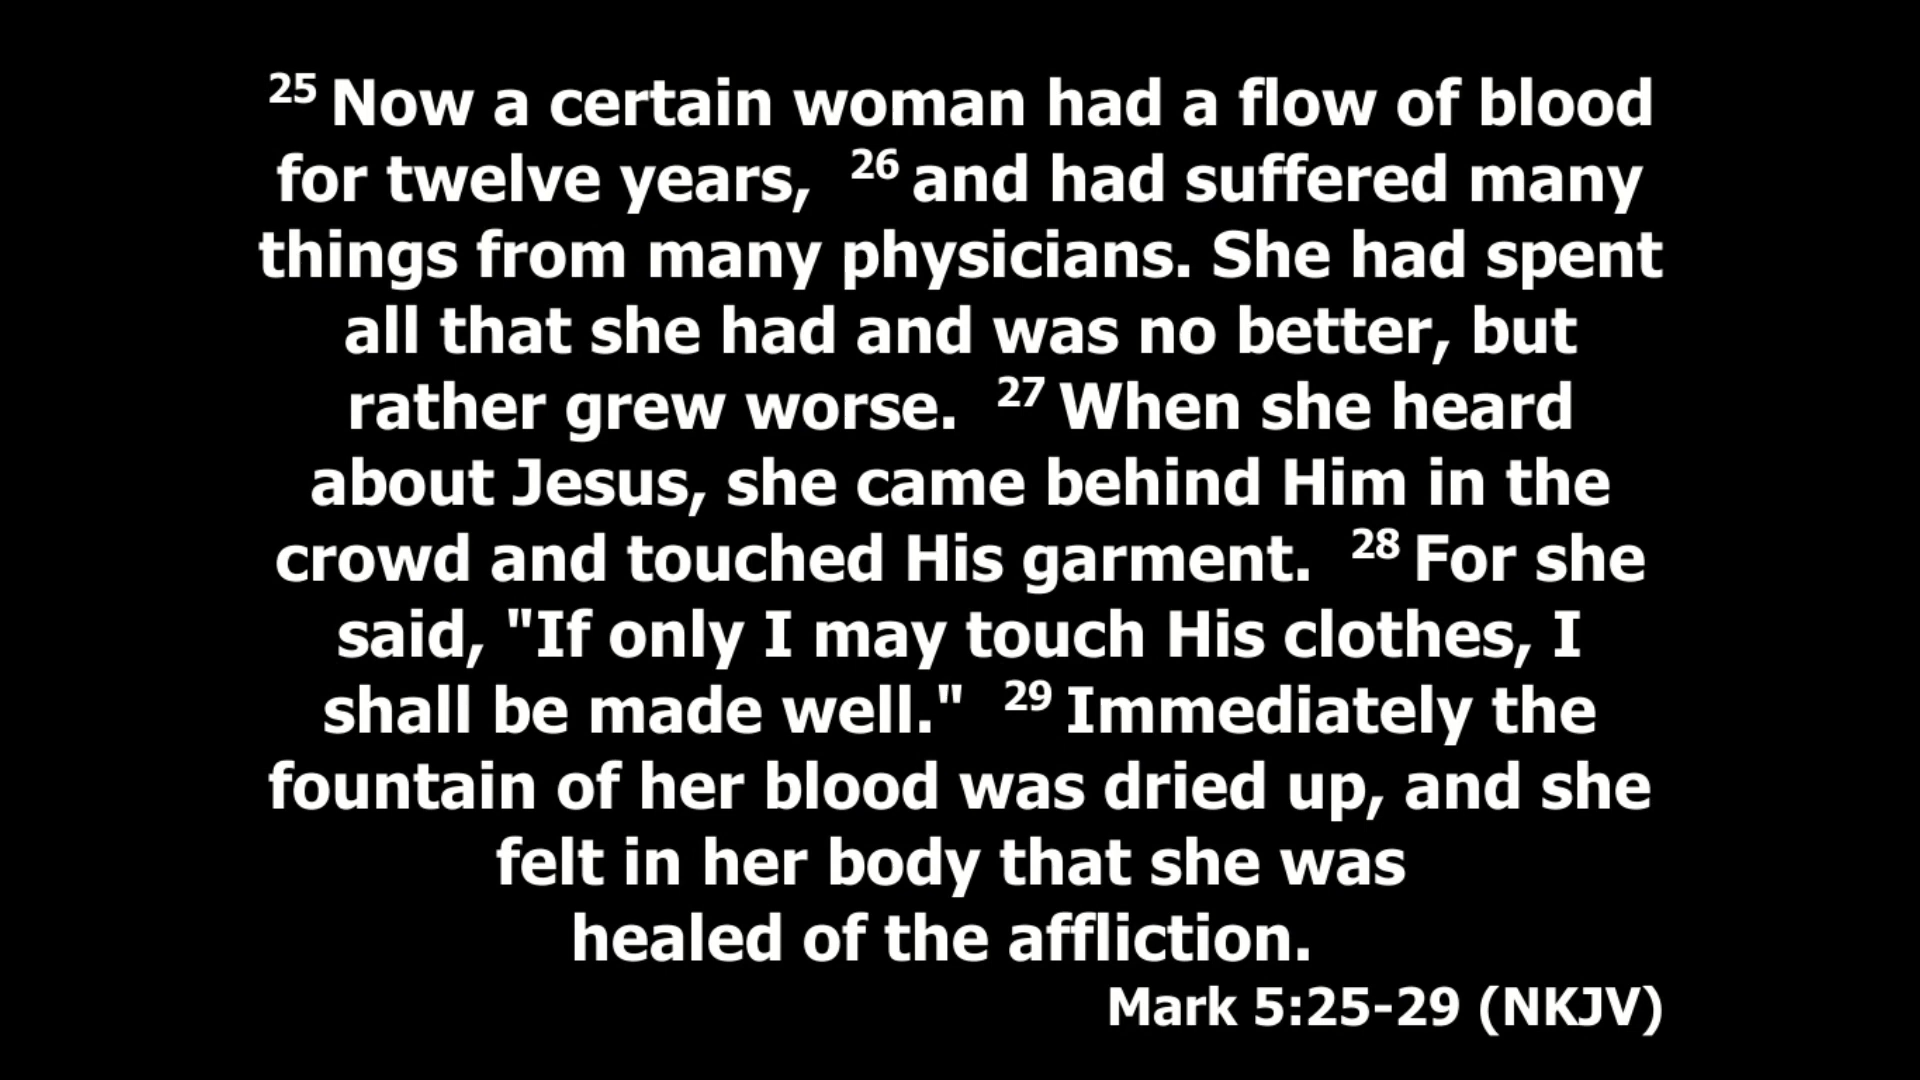 25 Now a certain woman had a flow of blood
for twelve years, 26 and had suffered many
things from many physicians. She had spent
all that she had and was no better, but
rather grew worse. 27 When she heard
about Jesus, she came behind Him in the
crowd and touched His garment. 28 For she
said, "If only I may touch His clothes, I
shall be made well." 29 Immediately the
fountain of her blood was dried up, and she
felt in her body that she was
healed of the affliction.
Mark 5:25-29 (NKJV)